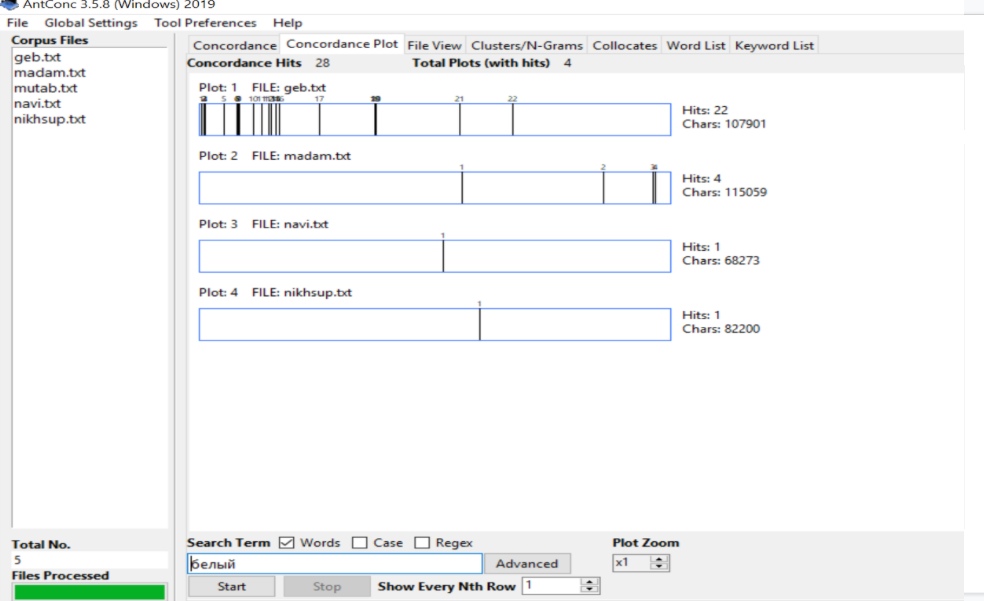 AntConc 3.5.8 (Windows) 2019
File Global Settings Tool Preferences Help
Corpus Files
geb.txt
madam.txt
mutab.txt
navi.txt
nikhsup.txt
Total No.
5
Files Processed
Concordance Concordance Plot File View Clusters/N-Grams Collocates Word List Keyword List
Concordance Hits 28 Total Plots (with hits) 4
Plot: 1 FILE: geb.txt
5 10 17 21 22
Hits: 22
Chars: 107901
Plot: 2 FILE: madam.txt
1 2
Hits: 4
Chars: 115059
Plot: 3 FILE: navi.txt
1
Hits: 1
Chars: 68273
Plot: 4 FILE: nikhsup.txt
1
Hits: 1
Chars: 82200
Search Term Words Case Regex Plot Zoom
белый Advanced x1
Start Stop Show Every Nth Row 1